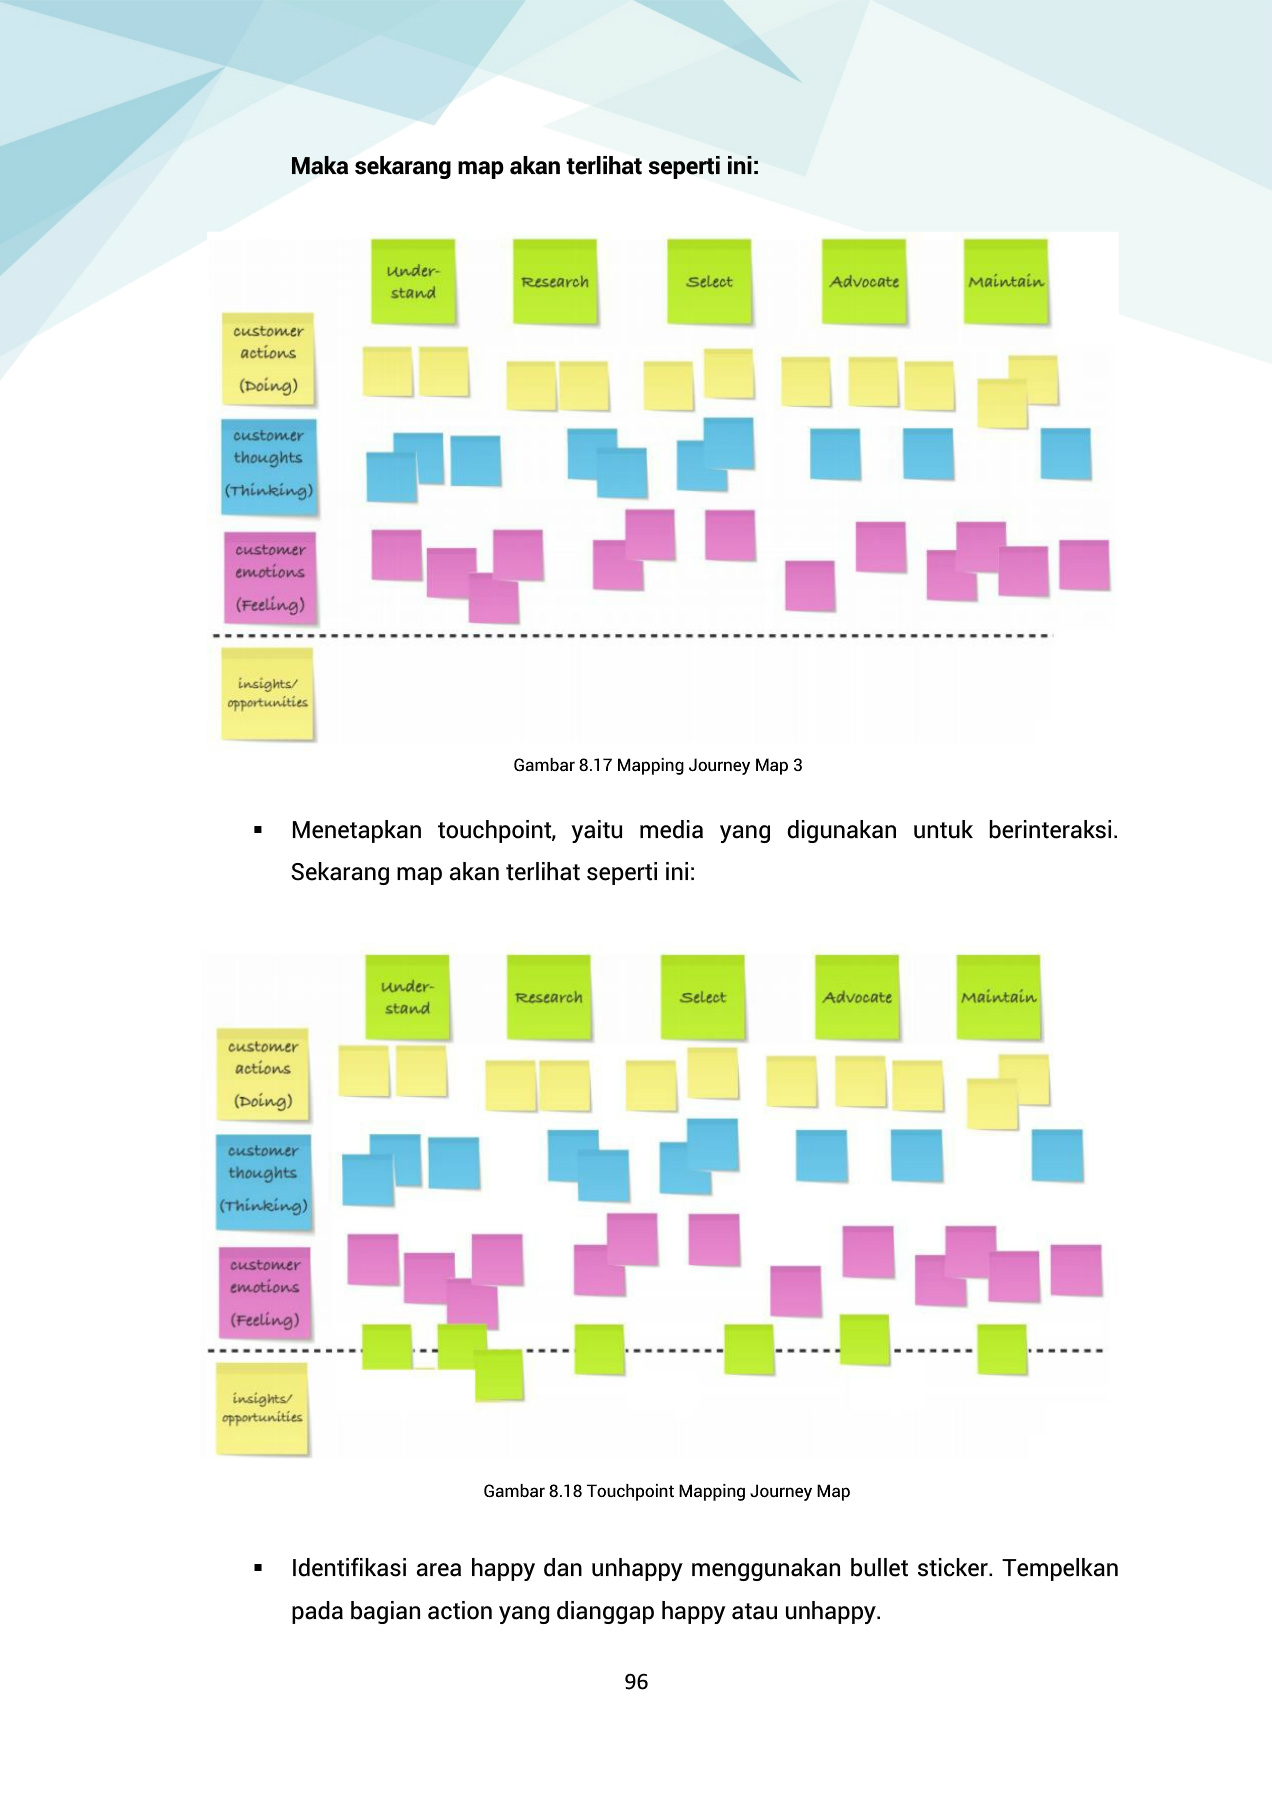 Maka sekarang map akan terlihat seperti ini:
Under-
stand
Research
Select
Advocate
Maintain
customer
actions
(Doing)
customer
thoughts
(Thinking)
customer
emotions
(Feeling)
insights/
opportunities
Gambar 8.17 Mapping Journey Map 3
▪ Menetapkan touchpoint, yaitu media yang digunakan untuk berinteraksi.
Sekarang map akan terlihat seperti ini:
Under-
stand
Research
Select
Advocate
Maintain
customer
actions
(Doing)
customer
thoughts
(Thinking)
customer
emotions
(Feeling)
insights/
opportunities
Gambar 8.18 Touchpoint Mapping Journey Map
▪ Identifikasi area happy dan unhappy menggunakan bullet sticker. Tempelkan
pada bagian action yang dianggap happy atau unhappy.
96